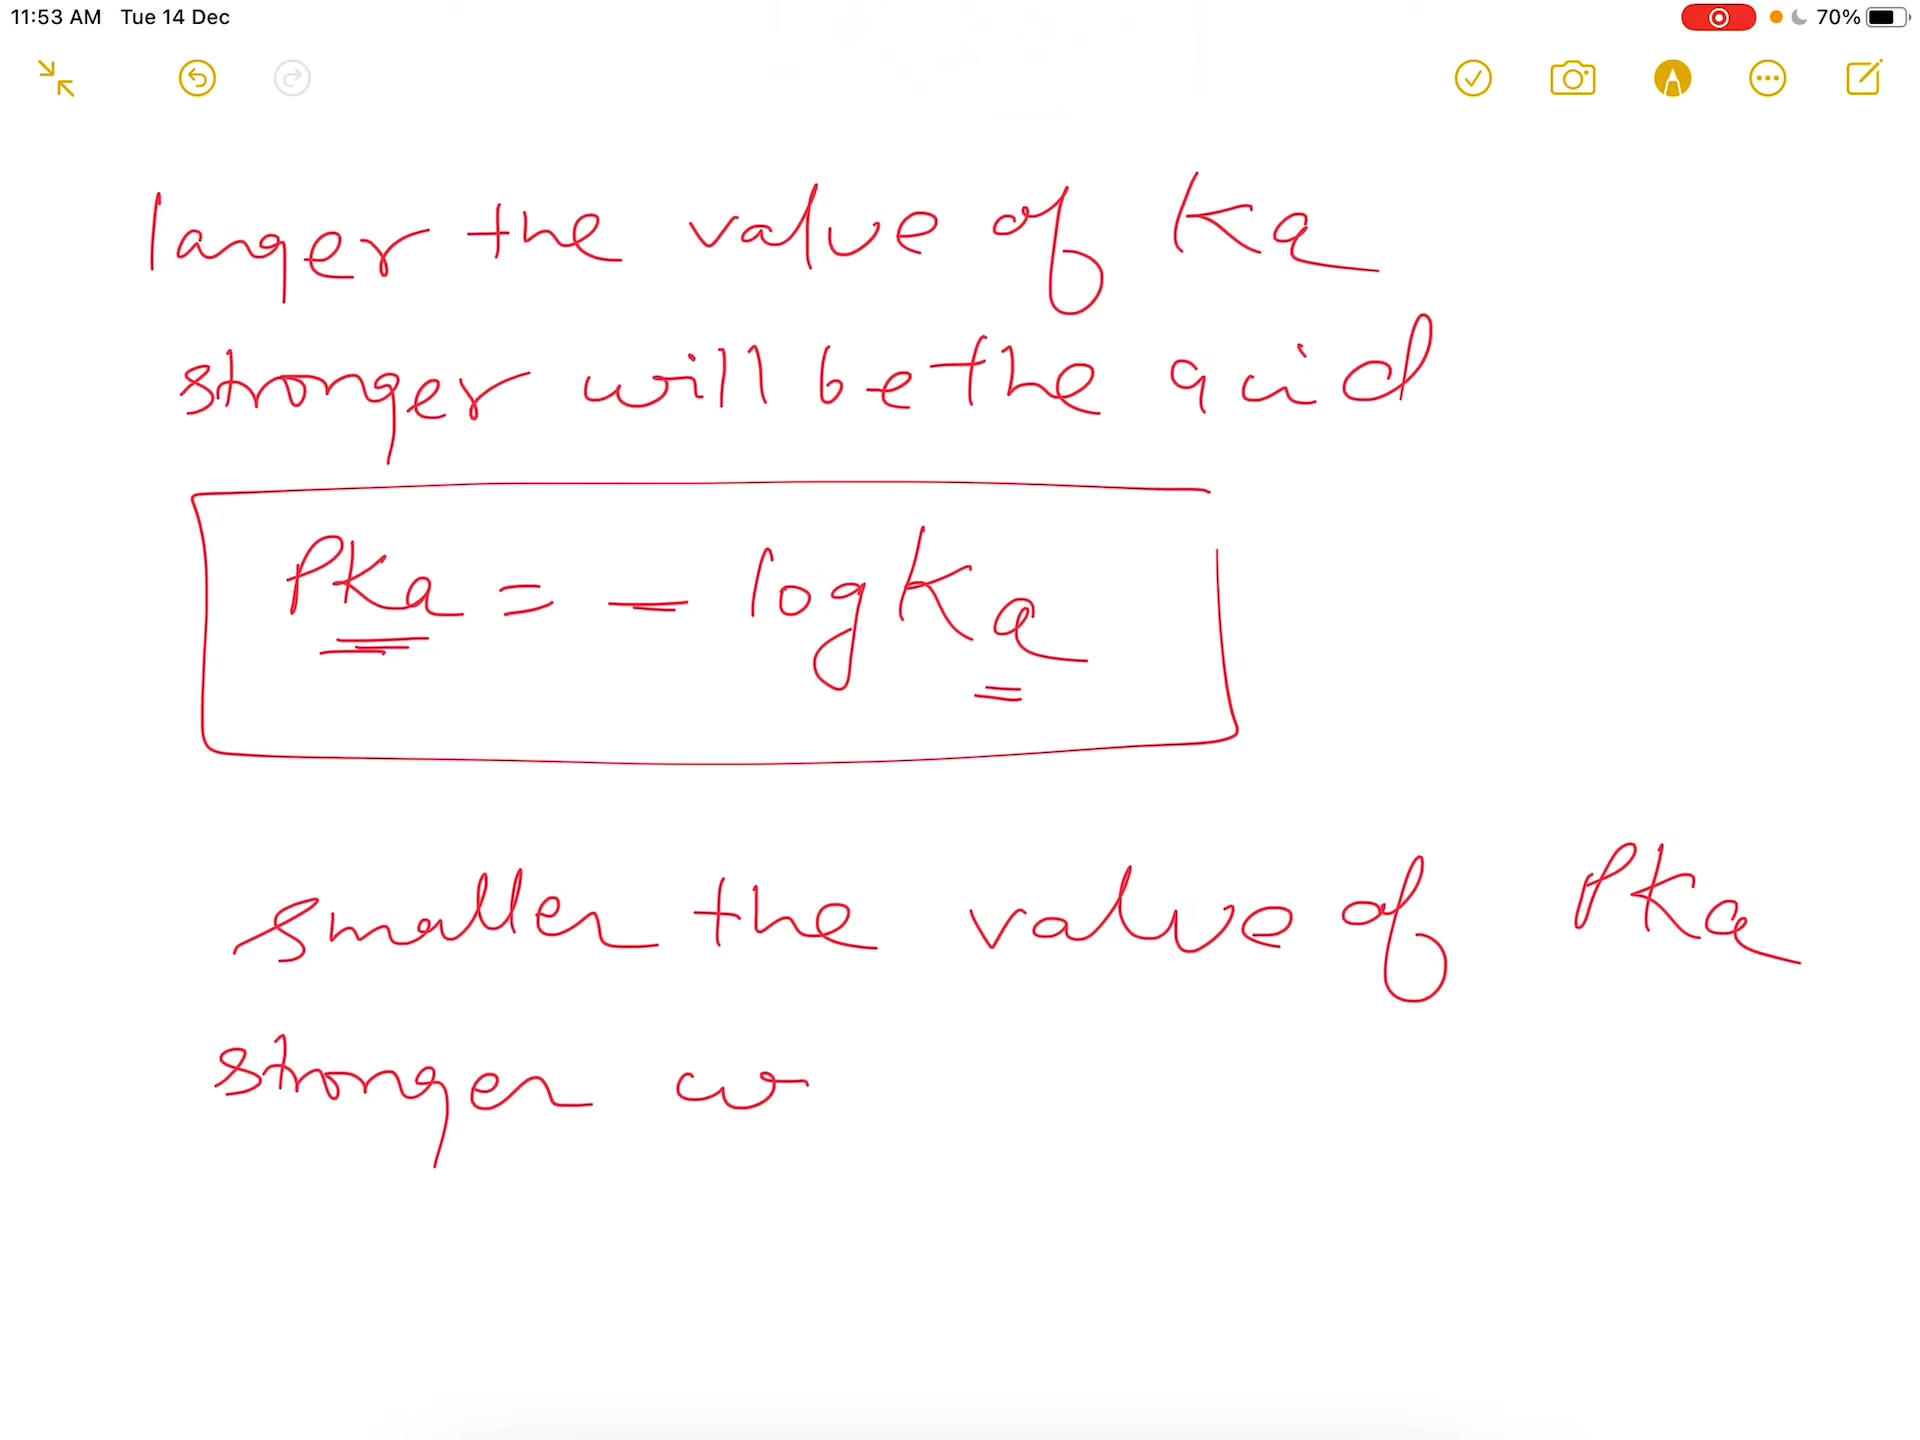 11:53 AM Tue 14 Dec 70%
larger the value of Ka
stronger will be the acid
PKa = - log Ka
smaller the value of PKa
stronger w